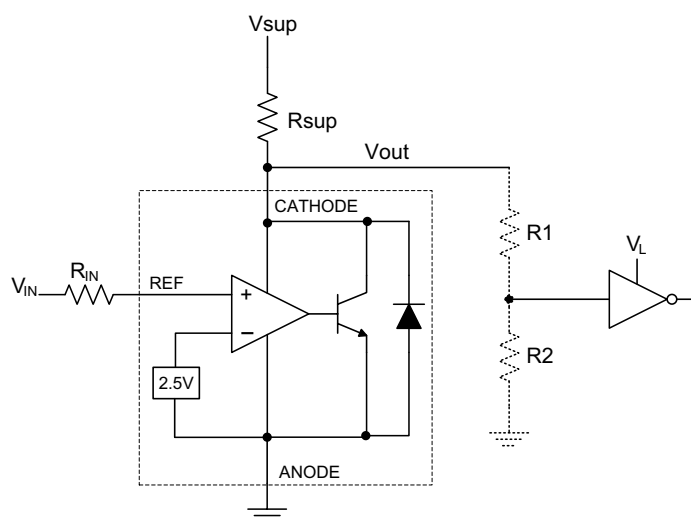 Vsup
Rsup
Vout
CATHODE
R1
VIN
RIN
REF
+
–
2.5V
VL
R2
ANODE